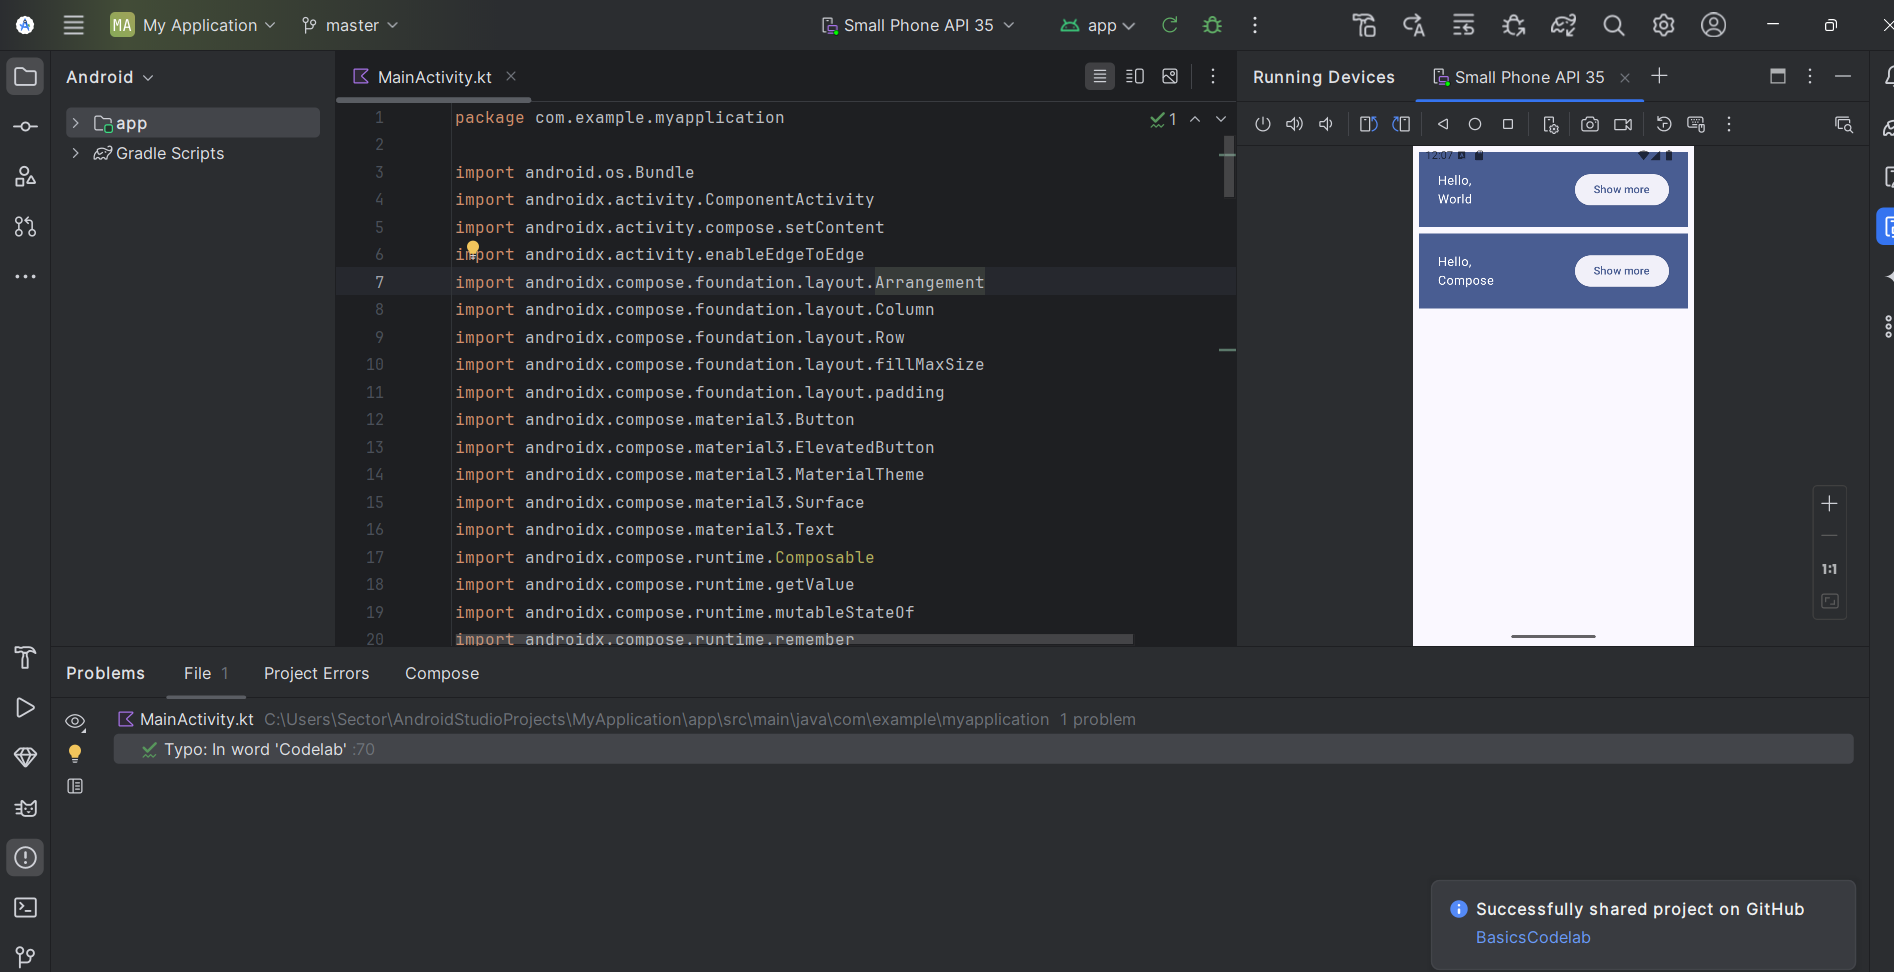 MA My Application master Small Phone API 35 app
Android
app
Gradle Scripts
MainActivity.kt
1 package com.example.myapplication
2
3 import android.os.Bundle
4 import androidx.activity.ComponentActivity
5 import androidx.activity.compose.setContent
6 import androidx.activity.enableEdgeToEdge
7 import androidx.compose.foundation.layout.Arrangement
8 import androidx.compose.foundation.layout.Column
9 import androidx.compose.foundation.layout.Row
10 import androidx.compose.foundation.layout.fillMaxSize
11 import androidx.compose.foundation.layout.padding
12 import androidx.compose.material3.Button
13 import androidx.compose.material3.ElevatedButton
14 import androidx.compose.material3.MaterialTheme
15 import androidx.compose.material3.Surface
16 import androidx.compose.material3.Text
17 import androidx.compose.runtime.Composable
18 import androidx.compose.runtime.getValue
19 import androidx.compose.runtime.mutableStateOf
20 import androidx.compose.runtime.remember
1
Running Devices Small Phone API 35
12:07
Hello,
World
Show more
Hello,
Compose
Show more
1:1
Problems File 1 Project Errors Compose
MainActivity.kt C:\Users\Sector\AndroidStudioProjects\MyApplication\app\src\main\java\com\example\myapplication 1 problem
Typo: In word 'Codelab' :70
Successfully shared project on GitHub
BasicsCodelab